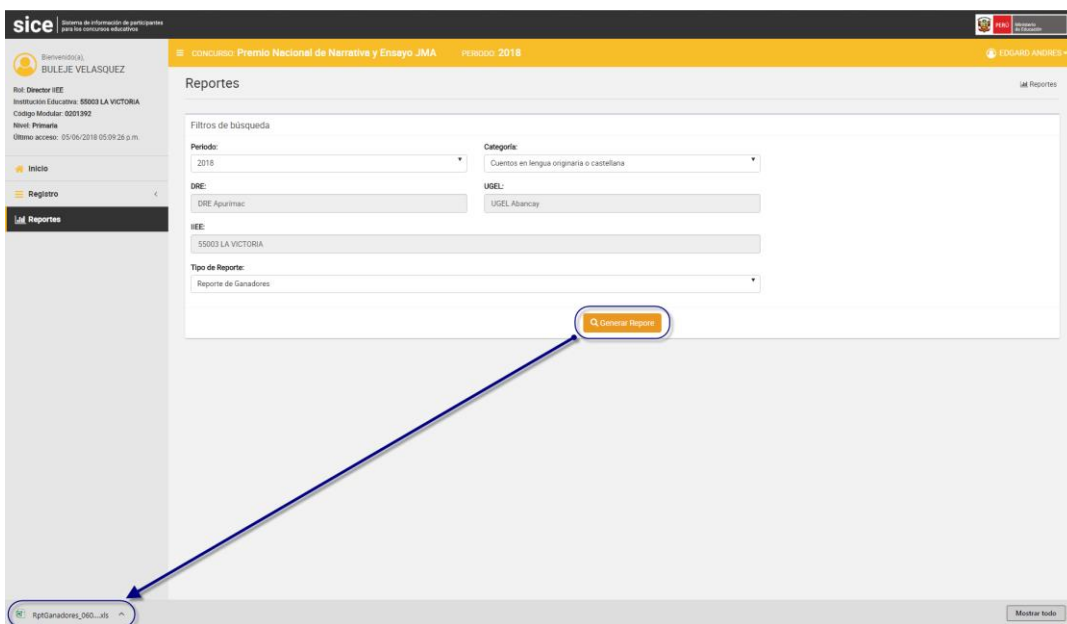 sice Sistema de información de participantes
para los concursos educativos
PERÚ Ministerio
de Educación
Bienvenido(a),
BULEJE VELASQUEZ
Rol: Director IIEE
Institución Educativa: 55003 LA VICTORIA
Código Modular: 0201392
Nivel: Primaria
Último acceso: 05/06/2018 05:09:26 p.m.
Inicio
Registro
Reportes
CONCURSO: Premio Nacional de Narrativa y Ensayo JMA PERIODO: 2018
EDGARD ANDRES
Reportes
Reportes
Filtros de búsqueda
Periodo:
2018
Categoría:
Cuentos en lengua originaria o castellana
DRE:
DRE Apurimac
UGEL:
UGEL Abancay
IIEE:
55003 LA VICTORIA
Tipo de Reporte:
Reporte de Ganadores
Generar Repore
RptGanadores_060....xls
Mostrar todo